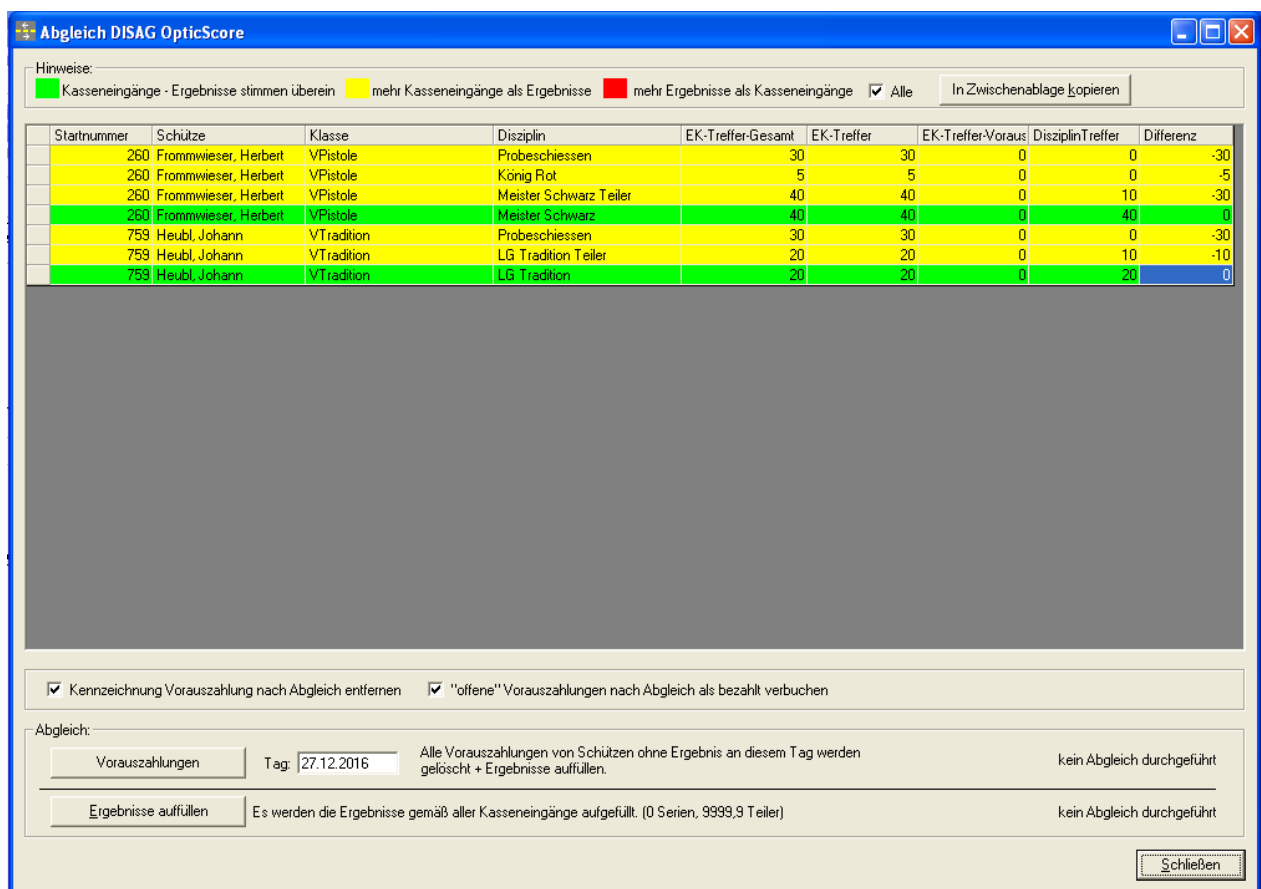 Abgleich DISAG OpticScore
Hinweise:
Kasseneingänge - Ergebnisse stimmen überein mehr Kasseneingänge als Ergebnisse mehr Ergebnisse als Kasseneingänge Alle In Zwischenablage kopieren
Startnummer Schütze Klasse Disziplin EK-Treffer-Gesamt EK-Treffer EK-Treffer-Voraus DisziplinTreffer Differenz
260 Frommwieser, Herbert VPistole Probeschiessen 30 30 0 0 -30
260 Frommwieser, Herbert VPistole König Rot 5 5 0 0 -5
260 Frommwieser, Herbert VPistole Meister Schwarz Teiler 40 40 0 10 -30
260 Frommwieser, Herbert VPistole Meister Schwarz 40 40 0 40 0
759 Heubl, Johann VTradition Probeschiessen 30 30 0 0 -30
759 Heubl, Johann VTradition LG Tradition Teiler 20 20 0 10 -10
759 Heubl, Johann VTradition LG Tradition 20 20 0 20 0
Kennzeichnung Vorauszahlung nach Abgleich entfernen "offene" Vorauszahlungen nach Abgleich als bezahlt verbuchen
Abgleich:
Vorauszahlungen Tag: 27.12.2016 Alle Vorauszahlungen von Schützen ohne Ergebnis an diesem Tag werden
gelöscht + Ergebnisse auffüllen. kein Abgleich durchgeführt
Ergebnisse auffüllen Es werden die Ergebnisse gemäß aller Kasseneingänge aufgefüllt. (0 Serien, 9999,9 Teiler) kein Abgleich durchgeführt
Schließen